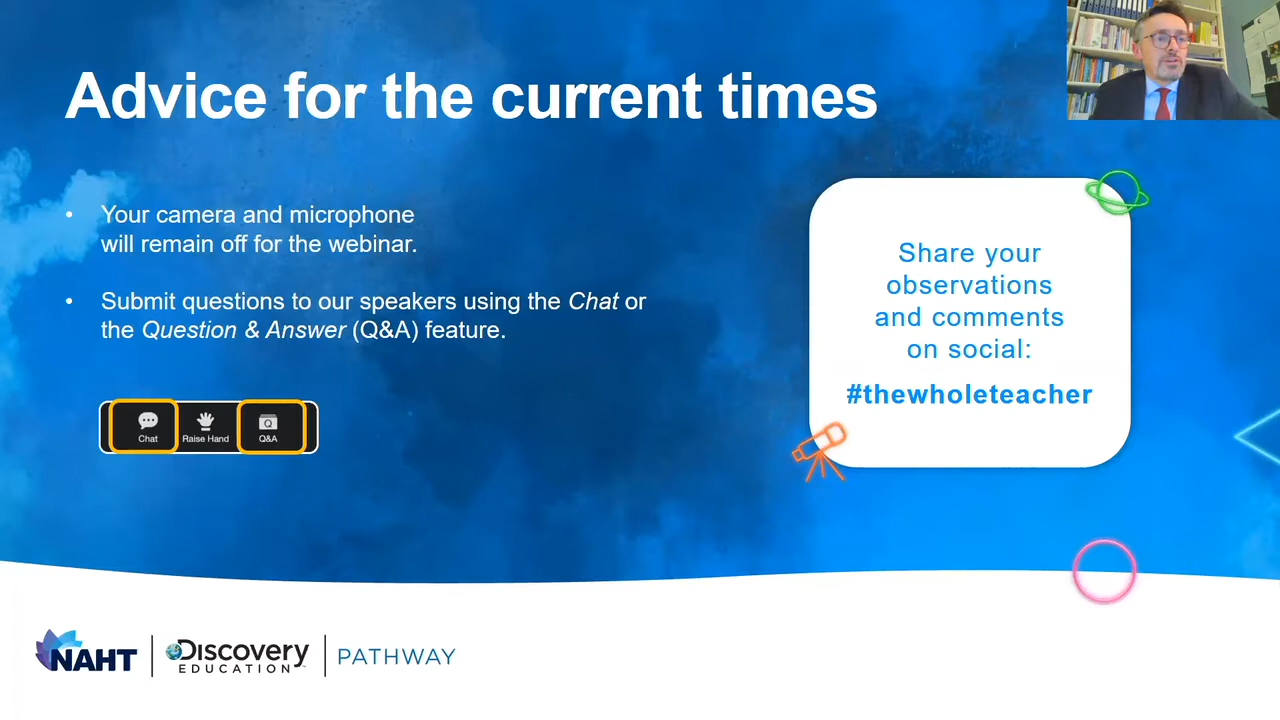 Advice for the current times
• Your camera and microphone
will remain off for the webinar.
• Submit questions to our speakers using the Chat or
the Question & Answer (Q&A) feature.
Chat
Raise Hand
Q&A
Share your
observations
and comments
on social:
#thewholeteacher
NAHT
Discovery
EDUCATION
PATHWAY